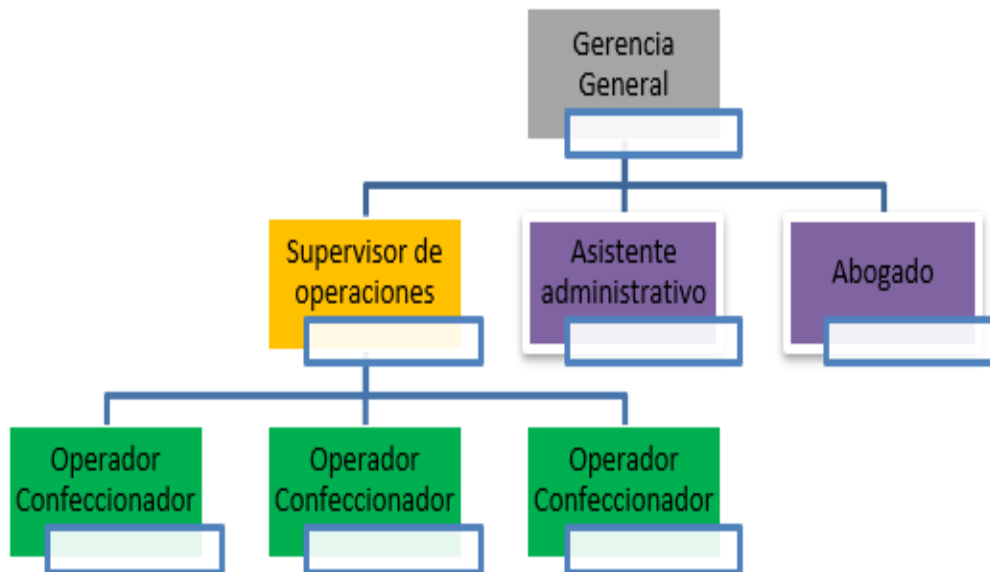 Gerencia
General
Supervisor de
operaciones
Asistente
administrativo
Abogado
Operador
Confeccionador
Operador
Confeccionador
Operador
Confeccionador